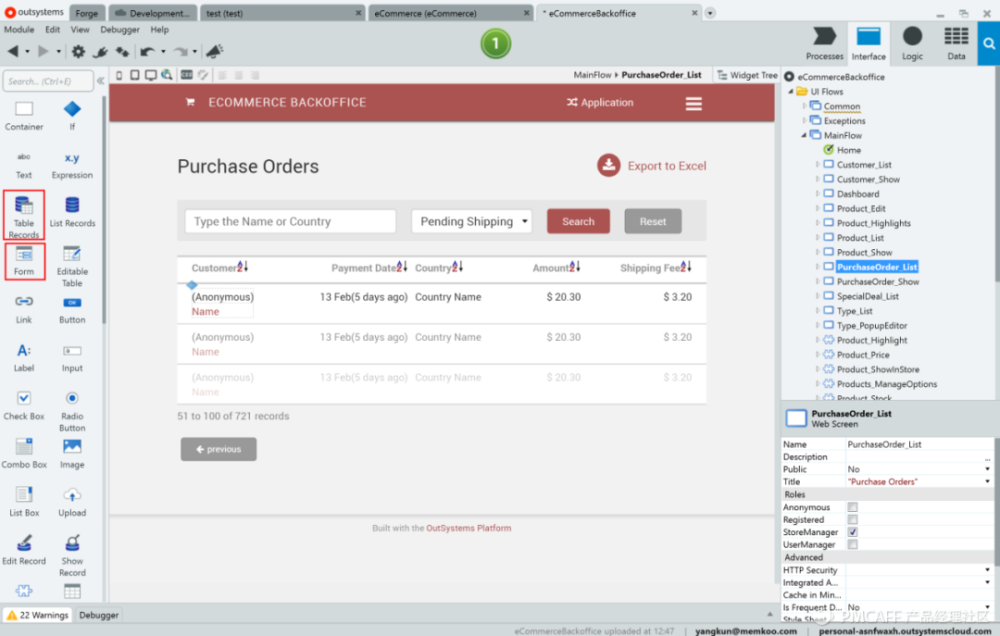 outsystems Forge Development... test (test) eCommerce (eCommerce) * eCommerceBackoffice
Module Edit View Debugger Help
1
Processes Interface Logic Data
Search... (Ctrl+E)
MainFlow ▸ PurchaseOrder_List Widget Tree
Container If
abc x.y
Text Expression
Table Records List Records
Form Editable Table
Link Button
Label Input
Check Box Radio Button
Combo Box Image
List Box Upload
Edit Record Show Record
ECOMMERCE BACKOFFICE Application
Purchase Orders Export to Excel
Type the Name or Country Pending Shipping Search Reset
Customer Payment Date Country Amount Shipping Fee
(Anonymous) 13 Feb(5 days ago) Country Name $ 20.30 $ 3.20
Name
(Anonymous) 13 Feb(5 days ago) Country Name $ 20.30 $ 3.20
Name
(Anonymous) 13 Feb(5 days ago) Country Name $ 20.30 $ 3.20
Name
51 to 100 of 721 records
previous
Built with the OutSystems Platform
eCommerceBackoffice
UI Flows
Common
Exceptions
MainFlow
Home
Customer_List
Customer_Show
Dashboard
Product_Edit
Product_Highlights
Product_List
Product_Show
PurchaseOrder_List
PurchaseOrder_Show
SpecialDeal_List
Type_List
Type_PopupEditor
Product_Highlight
Product_Price
Product_ShowInStore
Products_ManageOptions
Product_Stock
PurchaseOrder_List
Web Screen
Name PurchaseOrder_List
Description ...
Public No
Title "Purchase Orders"
Roles
Anonymous
Registered
StoreManager
UserManager
Advanced
HTTP Security
Integrated A...
Cache in Min...
Is Frequent D... No
Style Sheet
PMCAFE 产品经理社区
22 Warnings Debugger
eCommerceBackoffice uploaded at 12:47 yangkun@memkoo.com personal-asnfwaxh.outsystemscloud.com